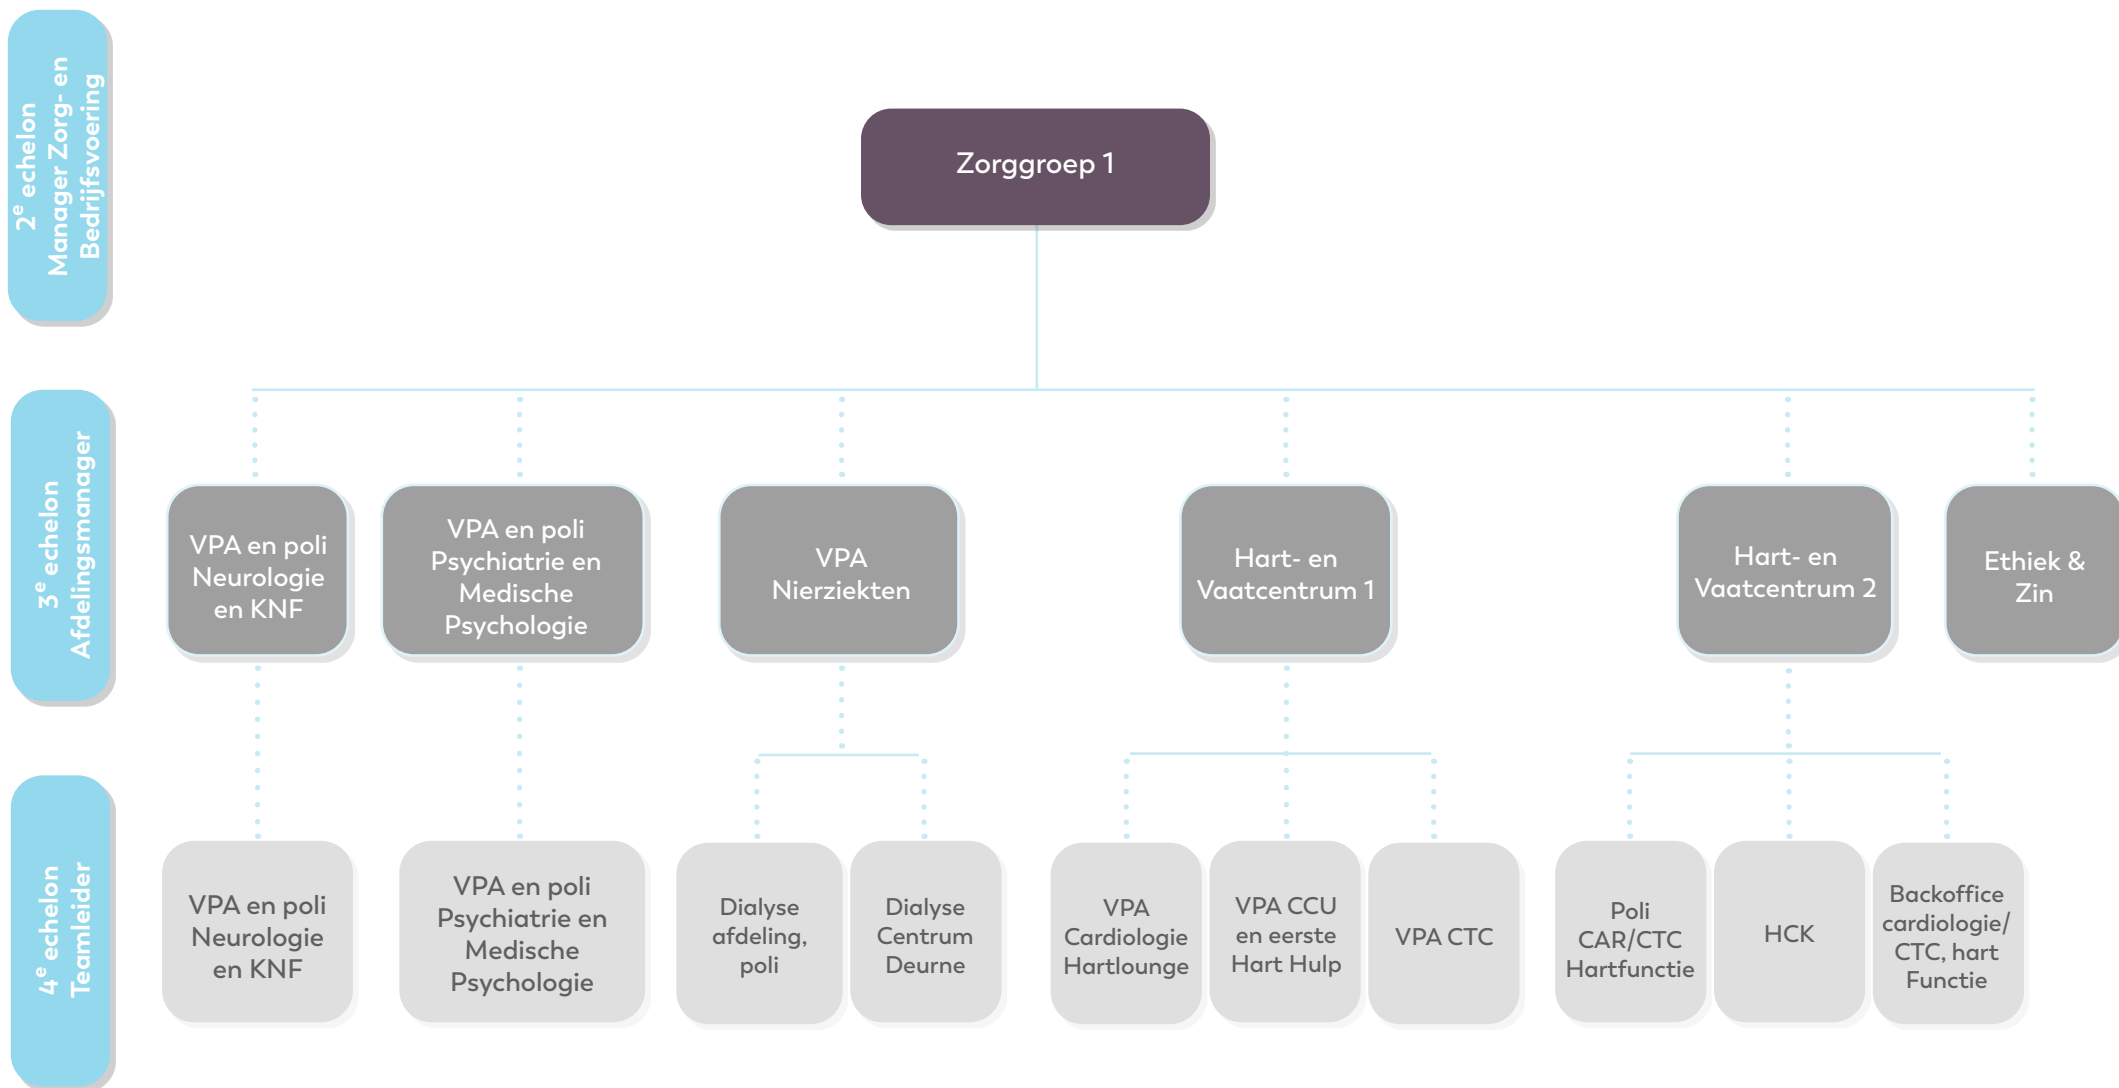 2e echelon
Manager Zorg- en
Bedrijfsvoering
Zorggroep 1
3e echelon
Afdelingsmanager
VPA en poli
Neurologie
en KNF
VPA en poli
Psychiatrie en
Medische
Psychologie
VPA
Nierziekten
Hart- en
Vaatcentrum 1
Hart- en
Vaatcentrum 2
Ethiek &
Zin
4e echelon
Teamleider
VPA en poli
Neurologie
en KNF
VPA en poli
Psychiatrie en
Medische
Psychologie
Dialyse
afdeling,
poli
Dialyse
Centrum
Deurne
VPA
Cardiologie
Hartlounge
VPA CCU
en eerste
Hart Hulp
VPA CTC
Poli
CAR/CTC
Hartfunctie
HCK
Backoffice
cardiologie/
CTC, hart
Functie